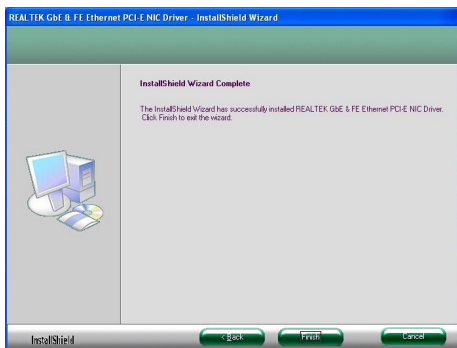 REALTEK GbE & FE Ethernet PCI-E NIC Driver - InstallShield Wizard
InstallShield Wizard Complete
The InstallShield Wizard has successfully installed REALTEK GbE & FE Ethernet PCI-E NIC Driver.
Click Finish to exit the wizard.
InstallShield
< Back
Finish
Cancel